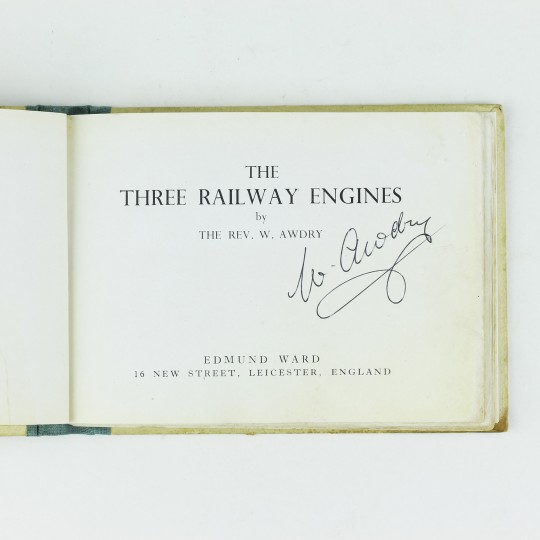 THE
THREE RAILWAY ENGINES
by
THE REV. W. AWDRY
W. Awdry
EDMUND WARD
16 NEW STREET, LEICESTER, ENGLAND